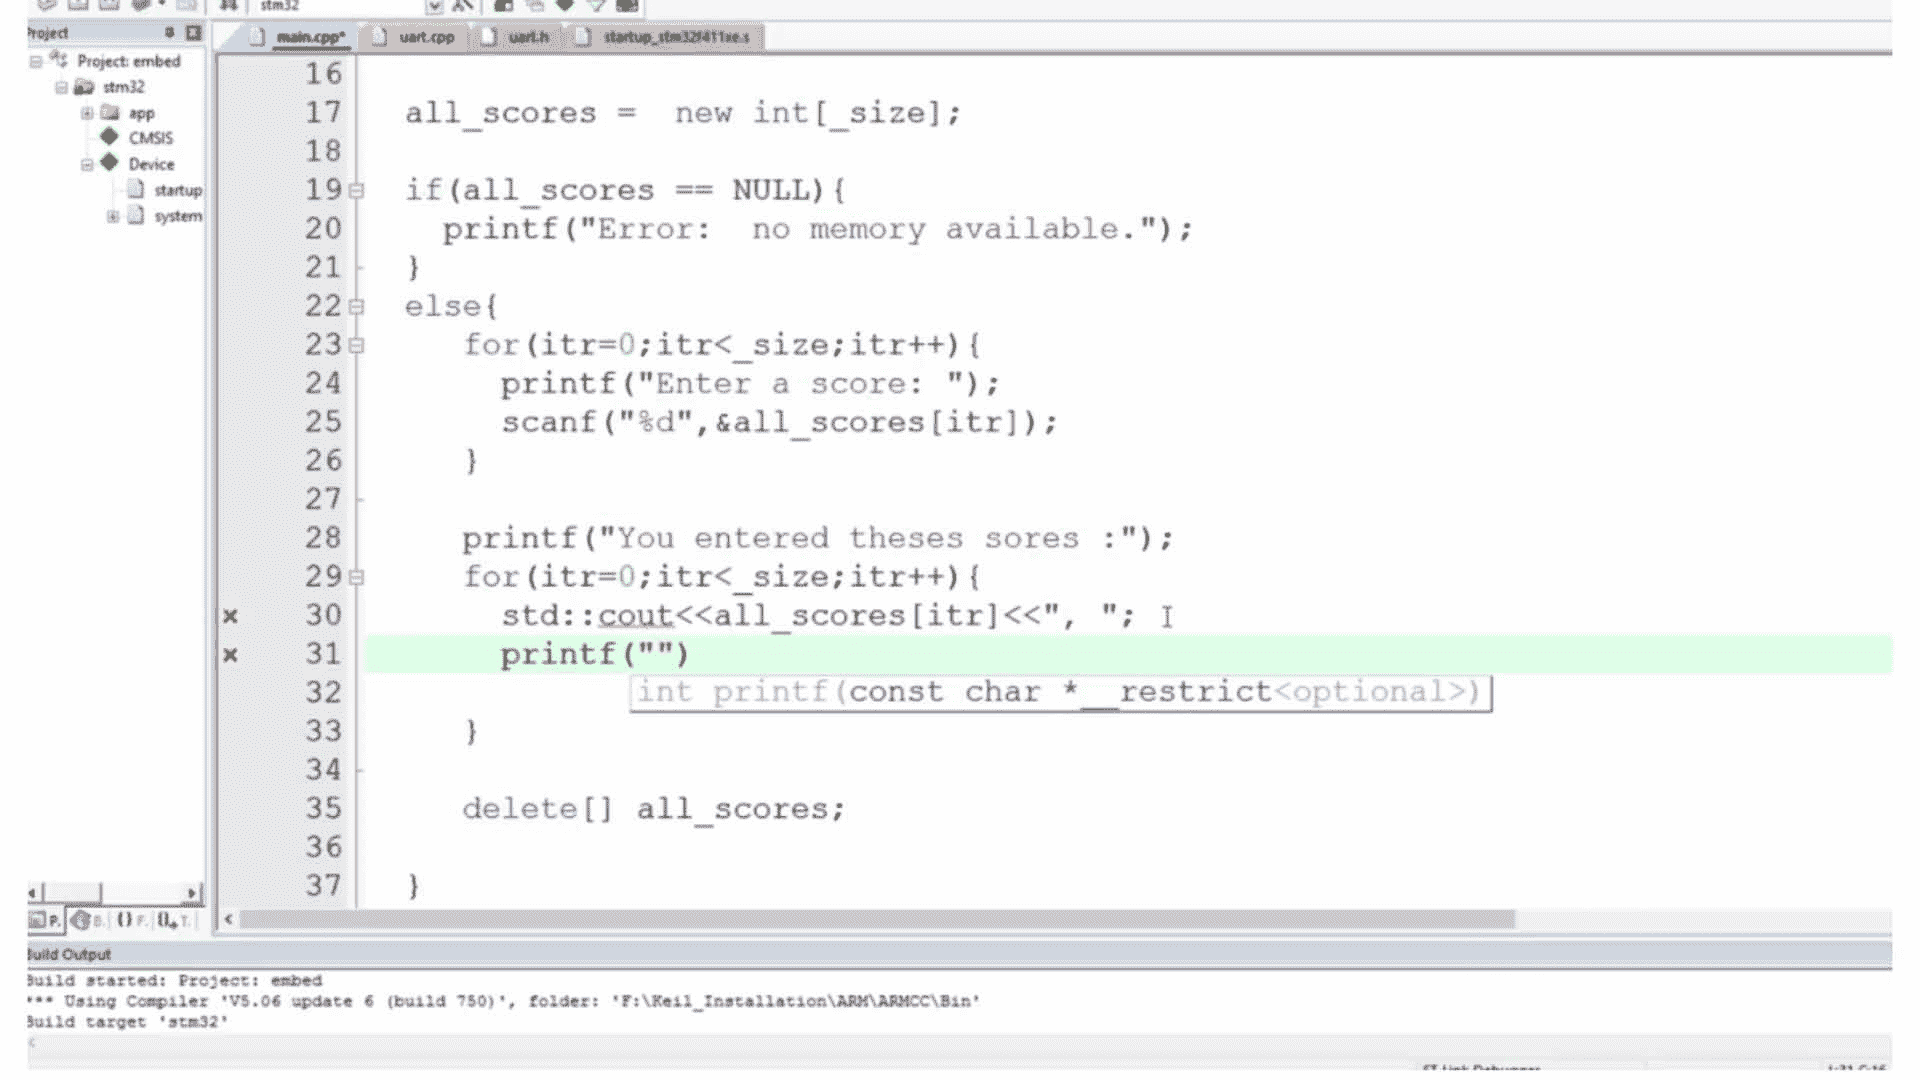 stm32
Project
main.cpp* uart.cpp uart.h startup_stm32f411xe.s
Project: embed
stm32
app
CMSIS
Device
startup
system
16
17 all_scores =  new int[_size];
18
19 if(all_scores == NULL){
20 printf("Error:  no memory available.");
21 }
22 else{
23 for(itr=0;itr<_size;itr++){
24 printf("Enter a score: ");
25 scanf("%d",&all_scores[itr]);
26 }
27
28 printf("You entered theses sores :");
29 for(itr=0;itr<_size;itr++){
30 std::cout<<all_scores[itr]<<", ";
31 printf("")
32 int printf(const char *__restrict<optional>)
33 }
34
35 delete[] all_scores;
36
37 }
P. B. {} F. T.
Build Output
Build started: Project: embed
*** Using Compiler 'V5.06 update 6 (build 750)', folder: 'F:\Keil_Installation\ARM\ARMCC\Bin'
Build target 'stm32'